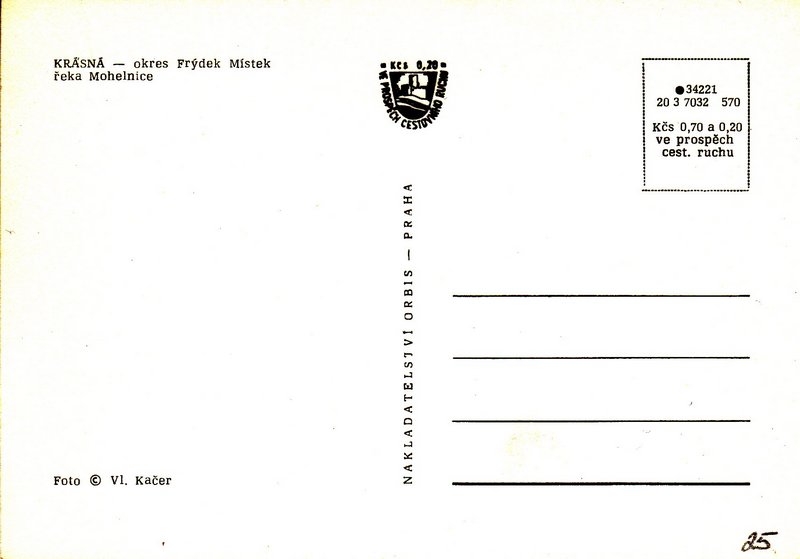 KRÁSNÁ — okres Frýdek Místek
řeka Mohelnice
Kčs 0,20
VE PROSPĚCH CESTOVNÍHO RUCHU
●34221
20 3 7032 570
Kčs 0,70 a 0,20
ve prospěch
cest. ruchu
NAKLADATELSTVÍ ORBIS — PRAHA
Foto © Vl. Kačer
25